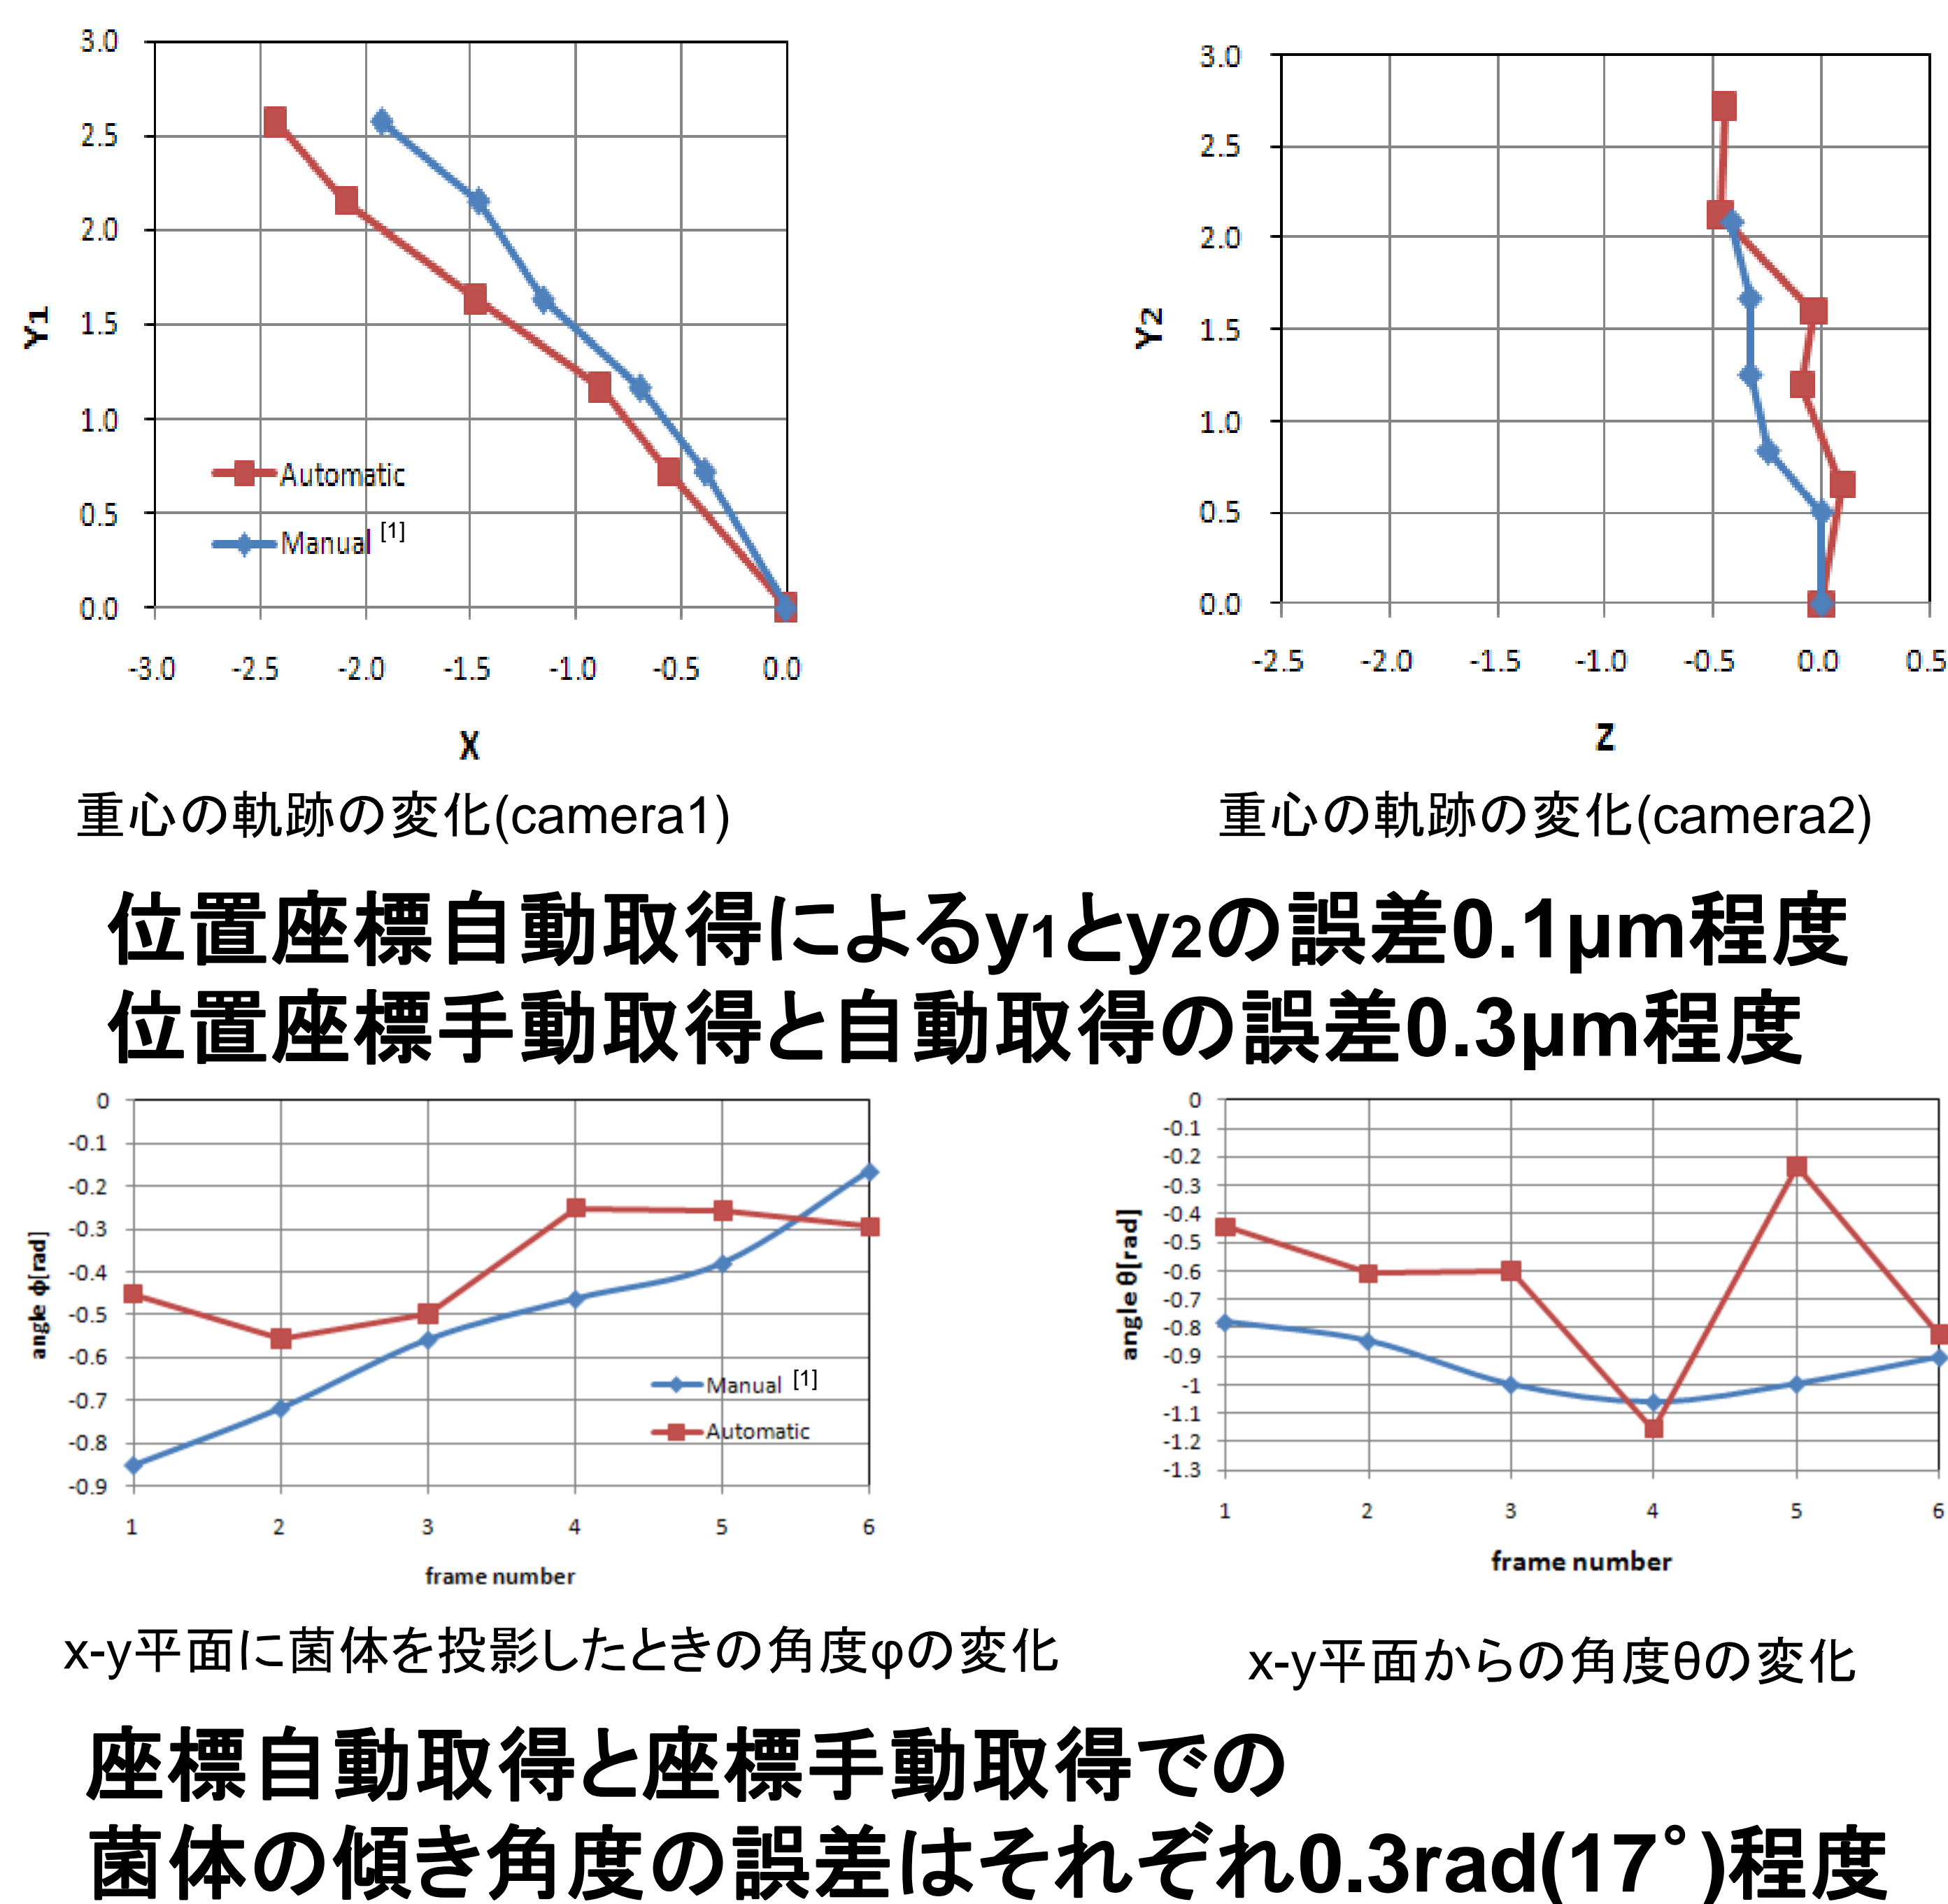 3.0
2.5
2.0
1.5
1.0
0.5
0.0
Y1
Automatic
Manual [1]
-3.0 -2.5 -2.0 -1.5 -1.0 -0.5 0.0
X
重心の軌跡の変化(camera1)
3.0
2.5
2.0
1.5
1.0
0.5
0.0
Y2
-2.5 -2.0 -1.5 -1.0 -0.5 0.0 0.5
Z
重心の軌跡の変化(camera2)
位置座標自動取得によるy1とy2の誤差0.1μm程度
位置座標手動取得と自動取得の誤差0.3μm程度
0
-0.1
-0.2
-0.3
-0.4
-0.5
-0.6
-0.7
-0.8
-0.9
angle ϕ[rad]
Manual [1]
Automatic
1 2 3 4 5 6
frame number
x-y平面に菌体を投影したときの角度φの変化
0
-0.1
-0.2
-0.3
-0.4
-0.5
-0.6
-0.7
-0.8
-0.9
-1
-1.1
-1.2
-1.3
angle θ[rad]
1 2 3 4 5 6
frame number
x-y平面からの角度θの変化
座標自動取得と座標手動取得での
菌体の傾き角度の誤差はそれぞれ0.3rad(17°)程度